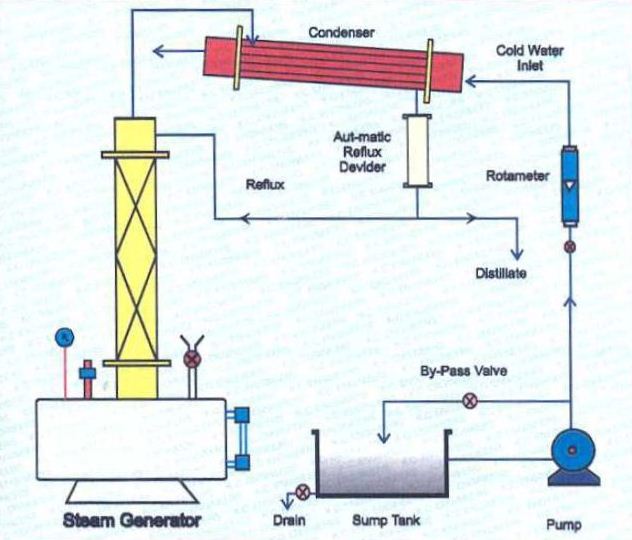 Condenser
Cold Water
Inlet
Aut-matic
Reflux
Devider
Reflux
Rotameter
Distillate
By-Pass Valve
Steam Generator
Drain
Sump Tank
Pump